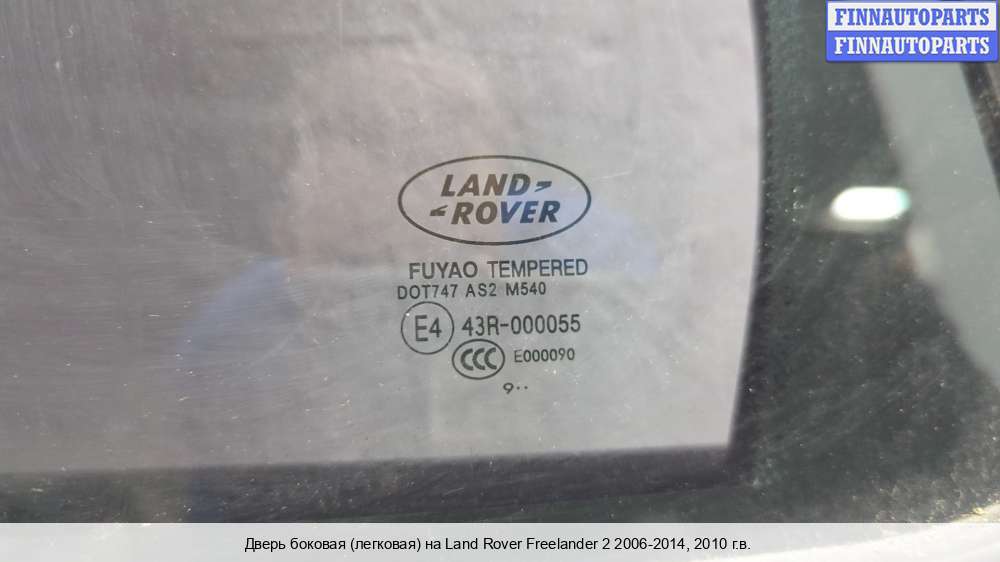 FINNAUTOPARTS
FINNAUTOPARTS
LAND
ROVER
FUYAO TEMPERED
DOT747 AS2 M540
E4 43R-000055
CCC E000090
9··
Дверь боковая (легковая) на Land Rover Freelander 2 2006-2014, 2010 г.в.